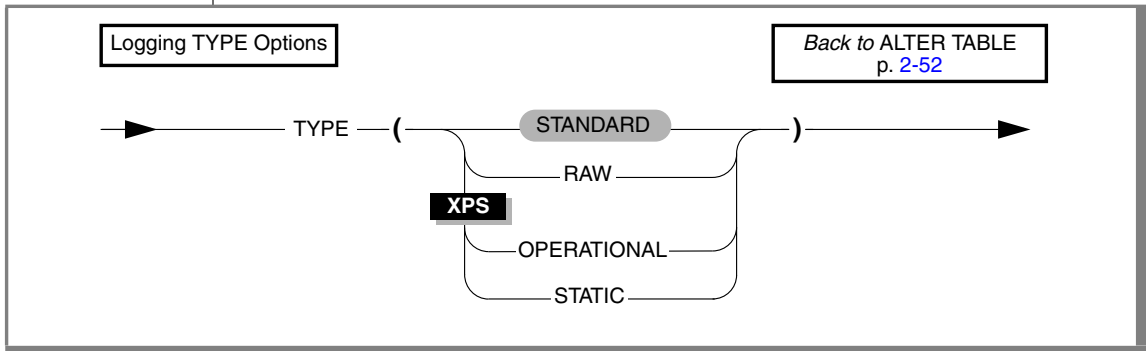 Logging TYPE Options
Back to ALTER TABLE
p. 2-52
TYPE ( STANDARD )
RAW
XPS
OPERATIONAL
STATIC